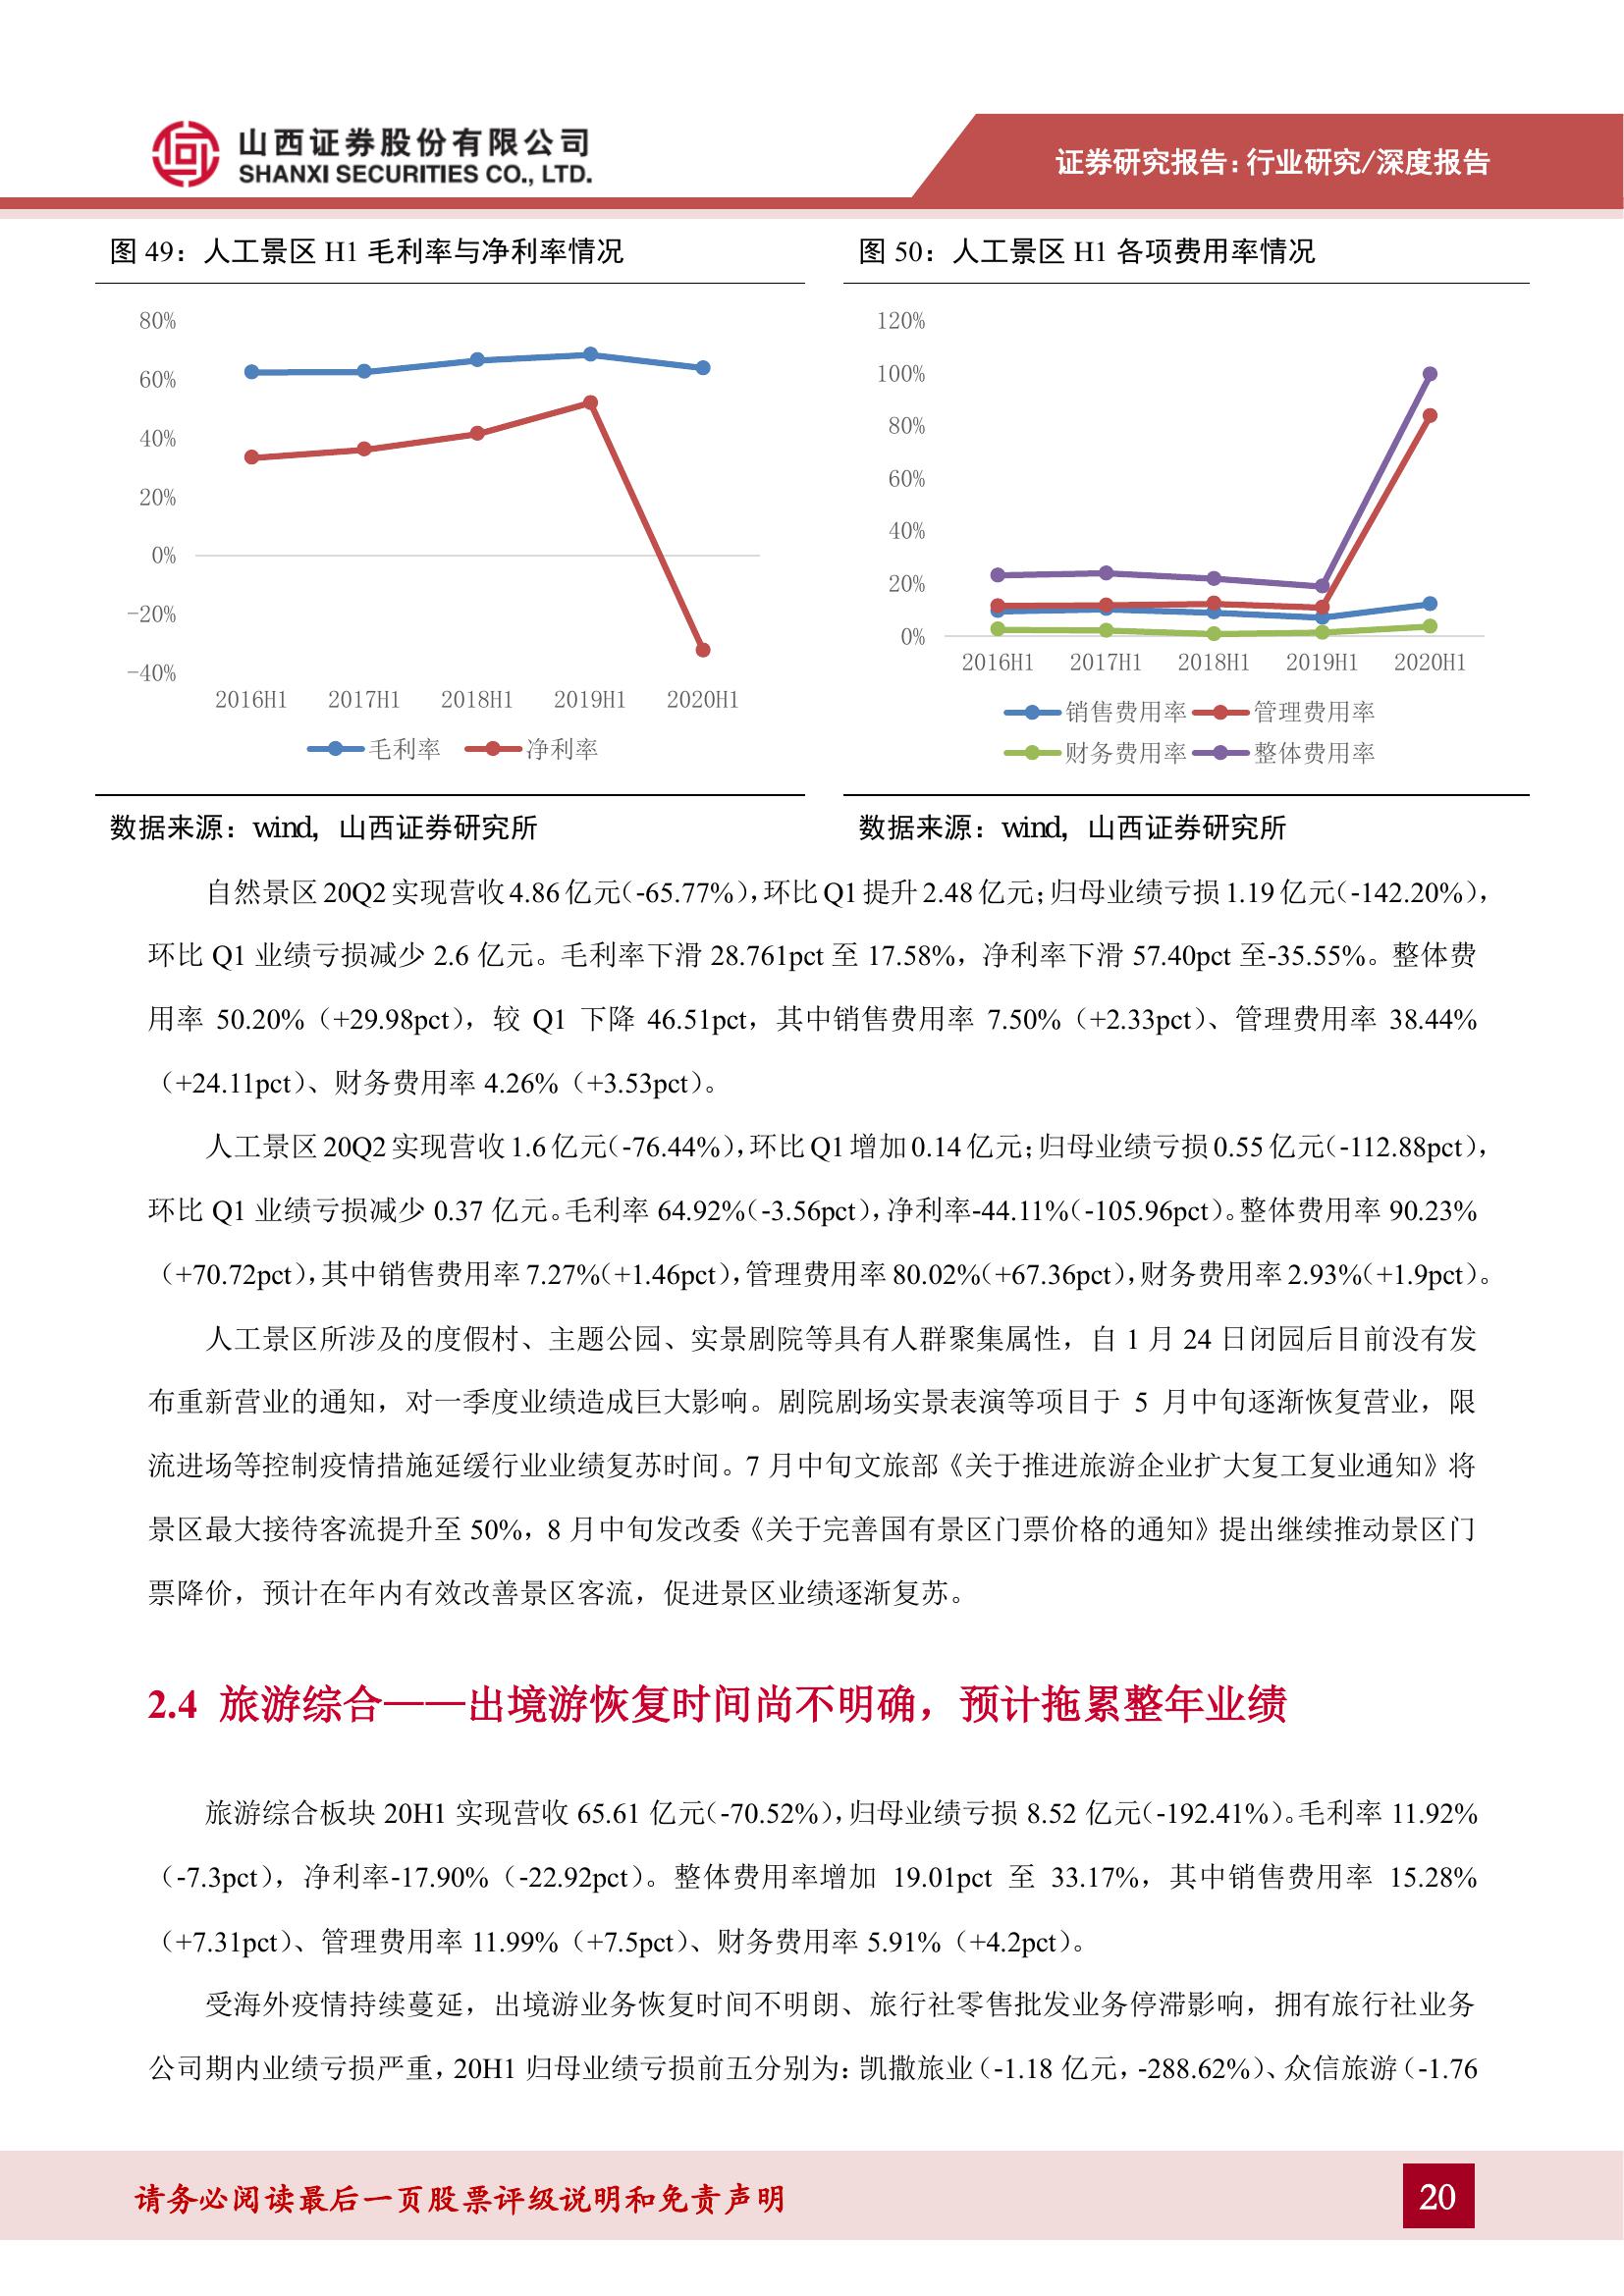 山西证券股份有限公司
SHANXI SECURITIES CO., LTD.
证券研究报告：行业研究/深度报告
图 49：人工景区 H1 毛利率与净利率情况
80%
60%
40%
20%
0%
-20%
-40%
2016H1 2017H1 2018H1 2019H1 2020H1
毛利率 净利率
数据来源：wind，山西证券研究所
图 50：人工景区 H1 各项费用率情况
120%
100%
80%
60%
40%
20%
0%
2016H1 2017H1 2018H1 2019H1 2020H1
销售费用率 管理费用率
财务费用率 整体费用率
数据来源：wind，山西证券研究所
自然景区 20Q2 实现营收 4.86 亿元（-65.77%），环比 Q1 提升 2.48 亿元；归母业绩亏损 1.19 亿元（-142.20%），
环比 Q1 业绩亏损减少 2.6 亿元。毛利率下滑 28.761pct 至 17.58%，净利率下滑 57.40pct 至-35.55%。整体费
用率 50.20%（+29.98pct），较 Q1 下降 46.51pct，其中销售费用率 7.50%（+2.33pct）、管理费用率 38.44%
（+24.11pct）、财务费用率 4.26%（+3.53pct）。
人工景区 20Q2 实现营收 1.6 亿元（-76.44%），环比 Q1 增加 0.14 亿元；归母业绩亏损 0.55 亿元（-112.88pct），
环比 Q1 业绩亏损减少 0.37 亿元。毛利率 64.92%（-3.56pct），净利率-44.11%（-105.96pct）。整体费用率 90.23%
（+70.72pct），其中销售费用率 7.27%（+1.46pct），管理费用率 80.02%（+67.36pct），财务费用率 2.93%（+1.9pct）。
人工景区所涉及的度假村、主题公园、实景剧院等具有人群聚集属性，自 1 月 24 日闭园后目前没有发
布重新营业的通知，对一季度业绩造成巨大影响。剧院剧场实景表演等项目于 5 月中旬逐渐恢复营业，限
流进场等控制疫情措施延缓行业业绩复苏时间。7 月中旬文旅部《关于推进旅游企业扩大复工复业通知》将
景区最大接待客流提升至 50%，8 月中旬发改委《关于完善国有景区门票价格的通知》提出继续推动景区门
票降价，预计在年内有效改善景区客流，促进景区业绩逐渐复苏。
2.4 旅游综合——出境游恢复时间尚不明确，预计拖累整年业绩
旅游综合板块 20H1 实现营收 65.61 亿元（-70.52%），归母业绩亏损 8.52 亿元（-192.41%）。毛利率 11.92%
（-7.3pct），净利率-17.90%（-22.92pct）。整体费用率增加 19.01pct 至 33.17%，其中销售费用率 15.28%
（+7.31pct）、管理费用率 11.99%（+7.5pct）、财务费用率 5.91%（+4.2pct）。
受海外疫情持续蔓延，出境游业务恢复时间不明朗、旅行社零售批发业务停滞影响，拥有旅行社业务
公司期内业绩亏损严重，20H1 归母业绩亏损前五分别为：凯撒旅业（-1.18 亿元，-288.62%）、众信旅游（-1.76
请务必阅读最后一页股票评级说明和免责声明
20